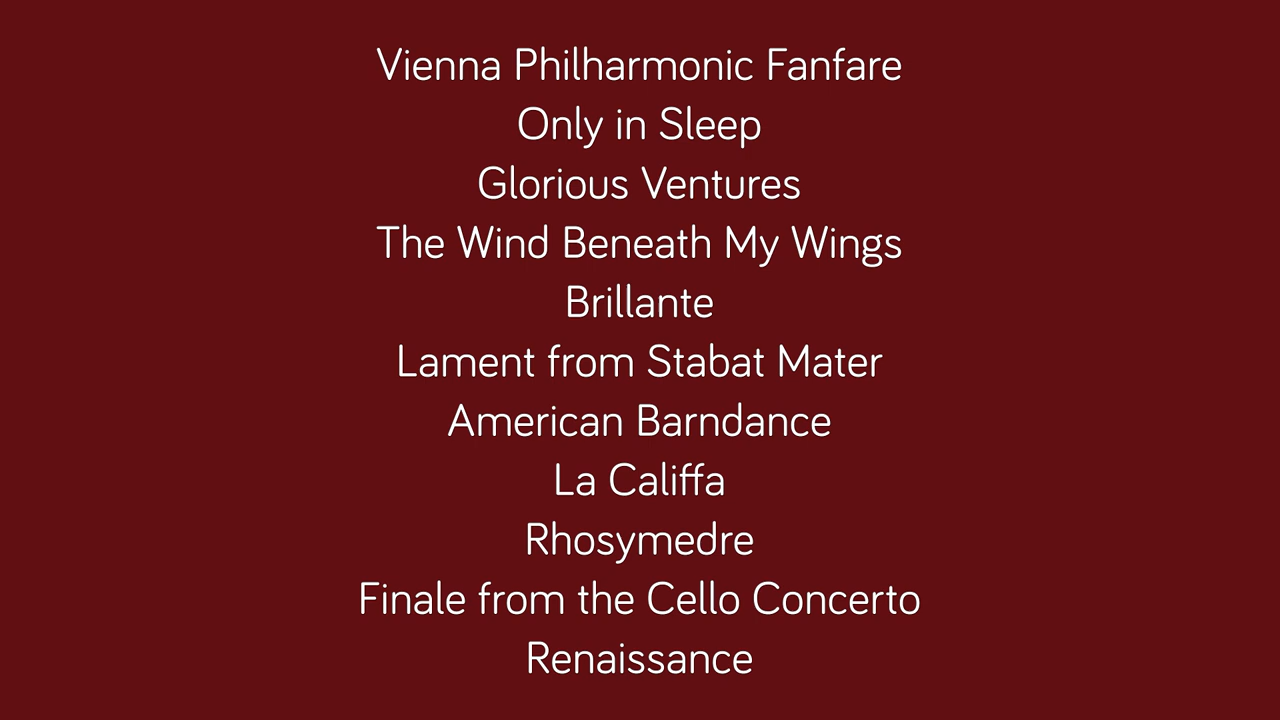 Vienna Philharmonic Fanfare
Only in Sleep
Glorious Ventures
The Wind Beneath My Wings
Brillante
Lament from Stabat Mater
American Barndance
La Califfa
Rhosymedre
Finale from the Cello Concerto
Renaissance